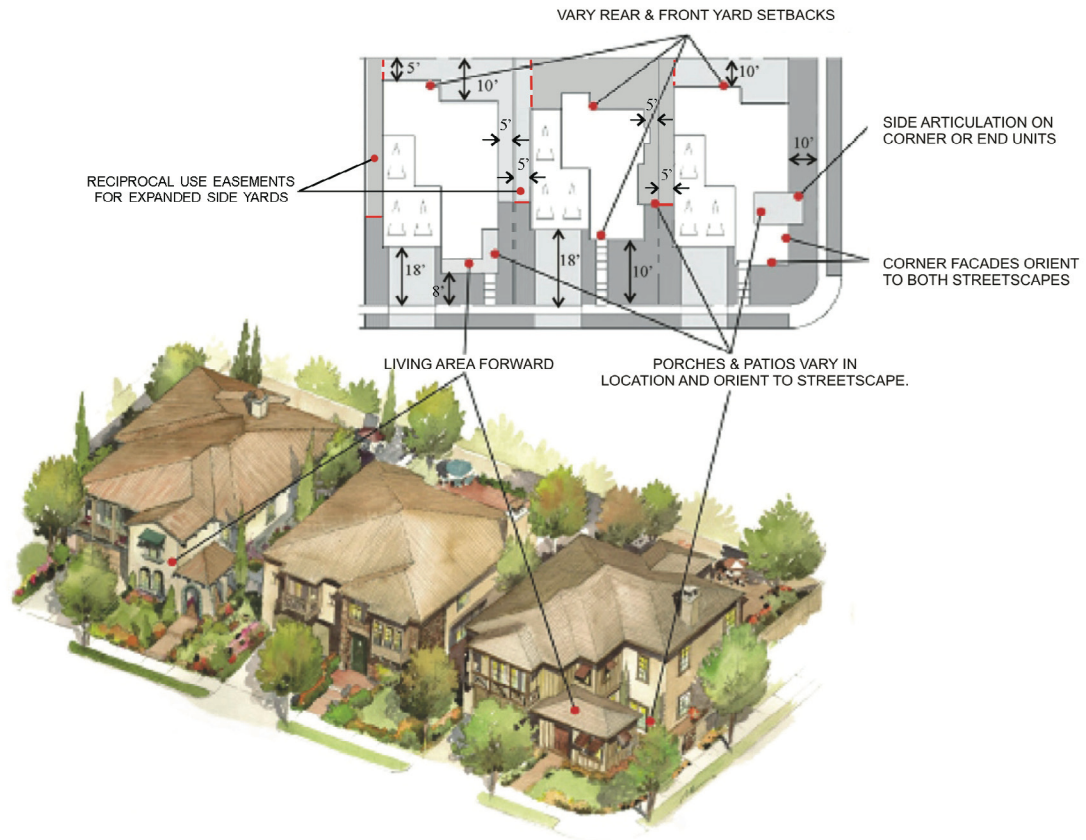 VARY REAR & FRONT YARD SETBACKS
5’
10’
10’
5’
SIDE ARTICULATION ON
CORNER OR END UNITS
5’
10’
RECIPROCAL USE EASEMENTS
FOR EXPANDED SIDE YARDS
5’
5’
18’
18’
10’
CORNER FACADES ORIENT
TO BOTH STREETSCAPES
8’
LIVING AREA FORWARD
PORCHES & PATIOS VARY IN
LOCATION AND ORIENT TO STREETSCAPE.